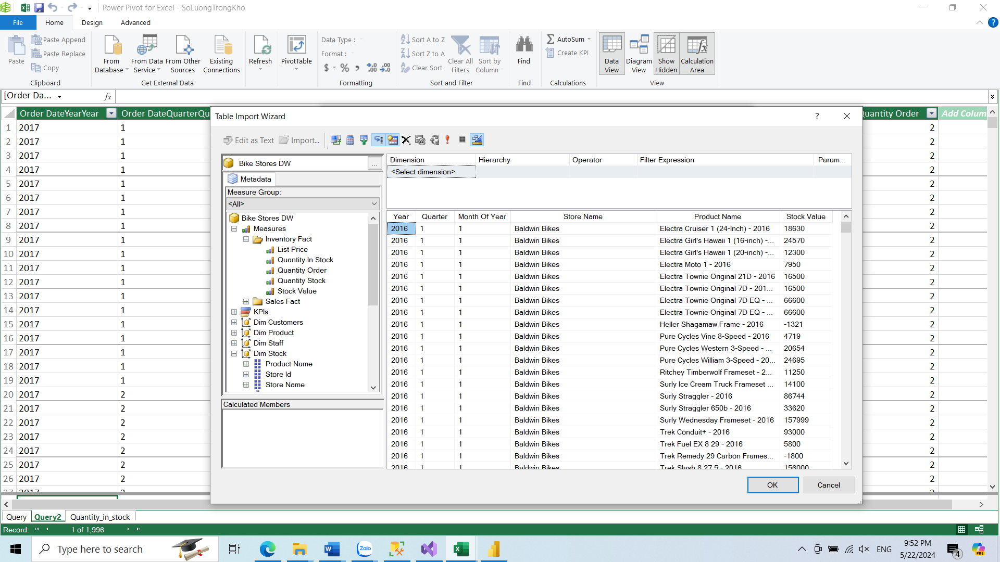 Power Pivot for Excel - SoLuongTrongKho
File Home Design Advanced
Paste
Paste Append
Paste Replace
Copy
Clipboard
From Database
From Data Service
From Other Sources
Existing Connections
Get External Data
Refresh
PivotTable
Data Type :
Format :
$ % ,
Formatting
Sort A to Z
Sort Z to A
Clear Sort
Clear All Filters
Sort by Column
Sort and Filter
Find
Find
AutoSum
Create KPI
Calculations
Data View
Diagram View
Show Hidden
Calculation Area
View
[Order Da... fx
Order DateYearYear Order DateQuarterQu Quantity Order Add Colum
1 2017 1 2
2 2017 1 2
3 2017 1 2
4 2017 1 2
5 2017 1 2
6 2017 1 2
7 2017 1 2
8 2017 1 2
9 2017 1 2
10 2017 1 2
11 2017 1 2
12 2017 1 2
13 2017 1 2
14 2017 1 2
15 2017 1 2
16 2017 1 2
17 2017 1 2
18 2017 1 2
19 2017 1 2
20 2017 2 2
21 2017 2 2
22 2017 2 2
23 2017 2 2
24 2017 2 2
25 2017 2 2
26 2017 2 2
27 2017 2 2
Table Import Wizard ?
Edit as Text Import...
Bike Stores DW ...
Metadata
Measure Group:
<All>
Bike Stores DW
Measures
Inventory Fact
List Price
Quantity In Stock
Quantity Order
Quantity Stock
Stock Value
Sales Fact
KPIs
Dim Customers
Dim Product
Dim Staff
Dim Stock
Product Name
Store Id
Store Name
Calculated Members
Dimension Hierarchy Operator Filter Expression Param...
<Select dimension>
Year Quarter Month Of Year Store Name Product Name Stock Value
2016 1 1 Baldwin Bikes Electra Cruiser 1 (24-Inch) - 2016 18630
2016 1 1 Baldwin Bikes Electra Girl's Hawaii 1 (16-inch) -... 24570
2016 1 1 Baldwin Bikes Electra Girl's Hawaii 1 (20-inch) -... 12300
2016 1 1 Baldwin Bikes Electra Moto 1 - 2016 7950
2016 1 1 Baldwin Bikes Electra Townie Original 21D - 2016 16500
2016 1 1 Baldwin Bikes Electra Townie Original 7D - 201... 16500
2016 1 1 Baldwin Bikes Electra Townie Original 7D EQ - ... 66600
2016 1 1 Baldwin Bikes Electra Townie Original 7D EQ - ... 66600
2016 1 1 Baldwin Bikes Heller Shagamaw Frame - 2016 -1321
2016 1 1 Baldwin Bikes Pure Cycles Vine 8-Speed - 2016 4719
2016 1 1 Baldwin Bikes Pure Cycles Western 3-Speed - ... 20654
2016 1 1 Baldwin Bikes Pure Cycles William 3-Speed - 20... 24695
2016 1 1 Baldwin Bikes Ritchey Timberwolf Frameset - 2... 11250
2016 1 1 Baldwin Bikes Surly Ice Cream Truck Frameset ... 14100
2016 1 1 Baldwin Bikes Surly Straggler - 2016 86744
2016 1 1 Baldwin Bikes Surly Straggler 650b - 2016 33620
2016 1 1 Baldwin Bikes Surly Wednesday Frameset - 2016 157999
2016 1 1 Baldwin Bikes Trek Conduit+ - 2016 93000
2016 1 1 Baldwin Bikes Trek Fuel EX 8 29 - 2016 5800
2016 1 1 Baldwin Bikes Trek Remedy 29 Carbon Frames... -1800
2016 1 1 Baldwin Bikes Trek Slash 8 27.5 - 2016 156000
OK Cancel
Query Query2 Quantity_in_stock
Record: 1 of 1,996
Type here to search
Zalo
ENG
9:52 PM
5/22/2024
4
PRE